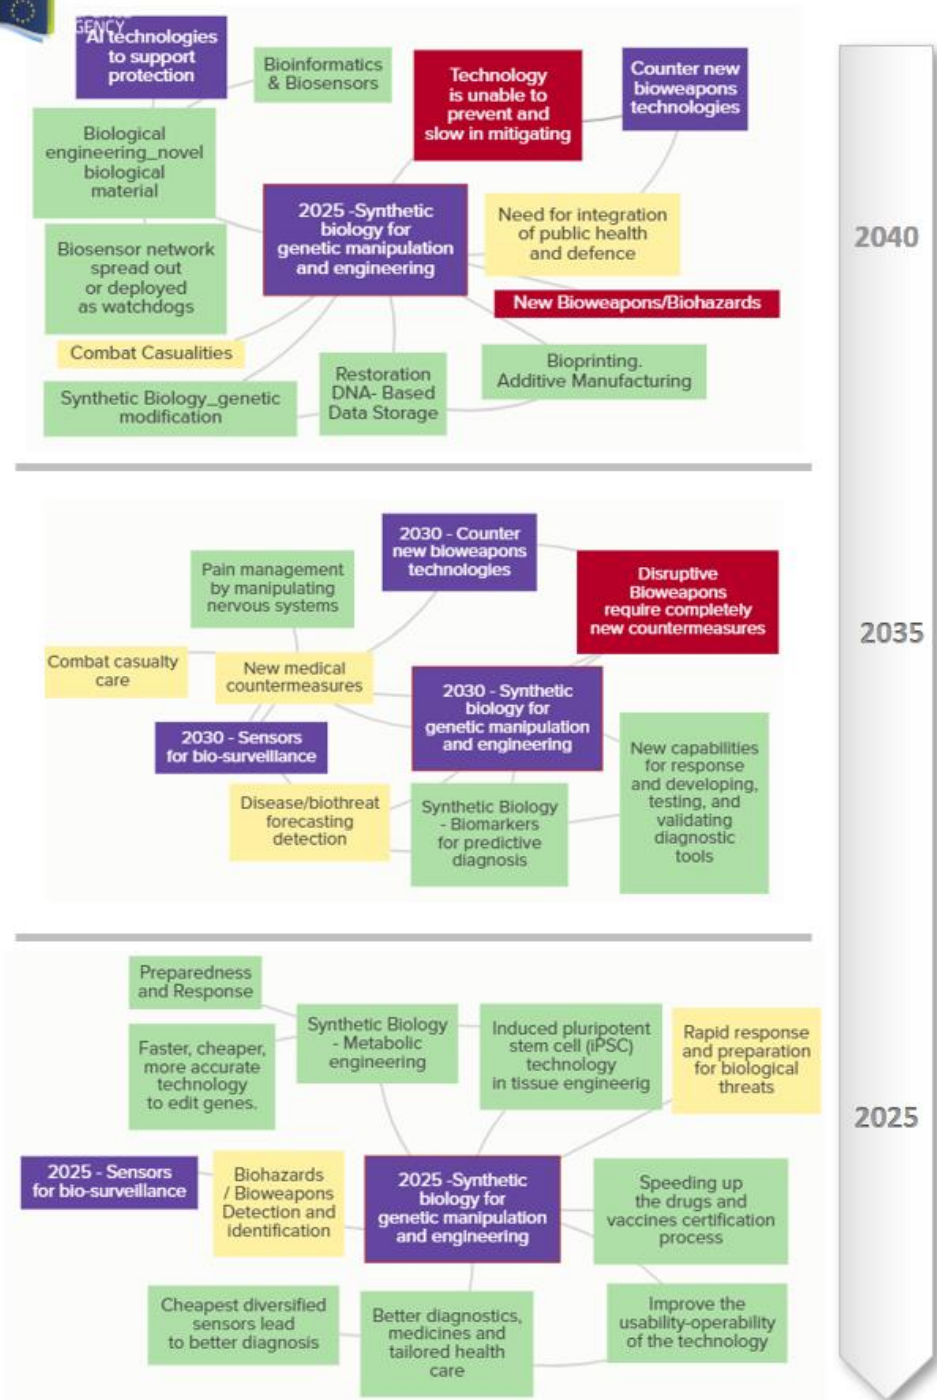 GENCY
AI technologies
to support
protection
Bioinformatics
& Biosensors
Technology
is unable to
prevent and
slow in mitigating
Counter new
bioweapons
technologies
Biological
engineering_novel
biological
material
2025 -Synthetic
biology for
genetic manipulation
and engineering
Need for integration
of public health
and defence
2040
Biosensor network
spread out
or deployed
as watchdogs
New Bioweapons/Biohazards
Combat Casualities
Restoration
DNA- Based
Data Storage
Bioprinting.
Additive Manufacturing
Synthetic Biology_genetic
modification
2030 - Counter
new bioweapons
technologies
Pain management
by manipulating
nervous systems
Disruptive
Bioweapons
require completely
new countermeasures
2035
Combat casualty
care
New medical
countermeasures
2030 - Synthetic
biology for
genetic manipulation
and engineering
2030 - Sensors
for bio-surveillance
New capabilities
for response
and developing,
testing, and
validating
diagnostic
tools
Disease/biothreat
forecasting
detection
Synthetic Biology
- Biomarkers
for predictive
diagnosis
Preparedness
and Response
Synthetic Biology
- Metabolic
engineering
Induced pluripotent
stem cell (iPSC)
technology
in tissue engineerig
Rapid response
and preparation
for biological
threats
Faster, cheaper,
more accurate
technology
to edit genes.
2025
2025 - Sensors
for bio-surveillance
Biohazards
/ Bioweapons
Detection and
identification
2025 -Synthetic
biology for
genetic manipulation
and engineering
Speeding up
the drugs and
vaccines certification
process
Cheapest diversified
sensors lead
to better diagnosis
Better diagnostics,
medicines and
tailored health
care
Improve the
usability-operability
of the technology